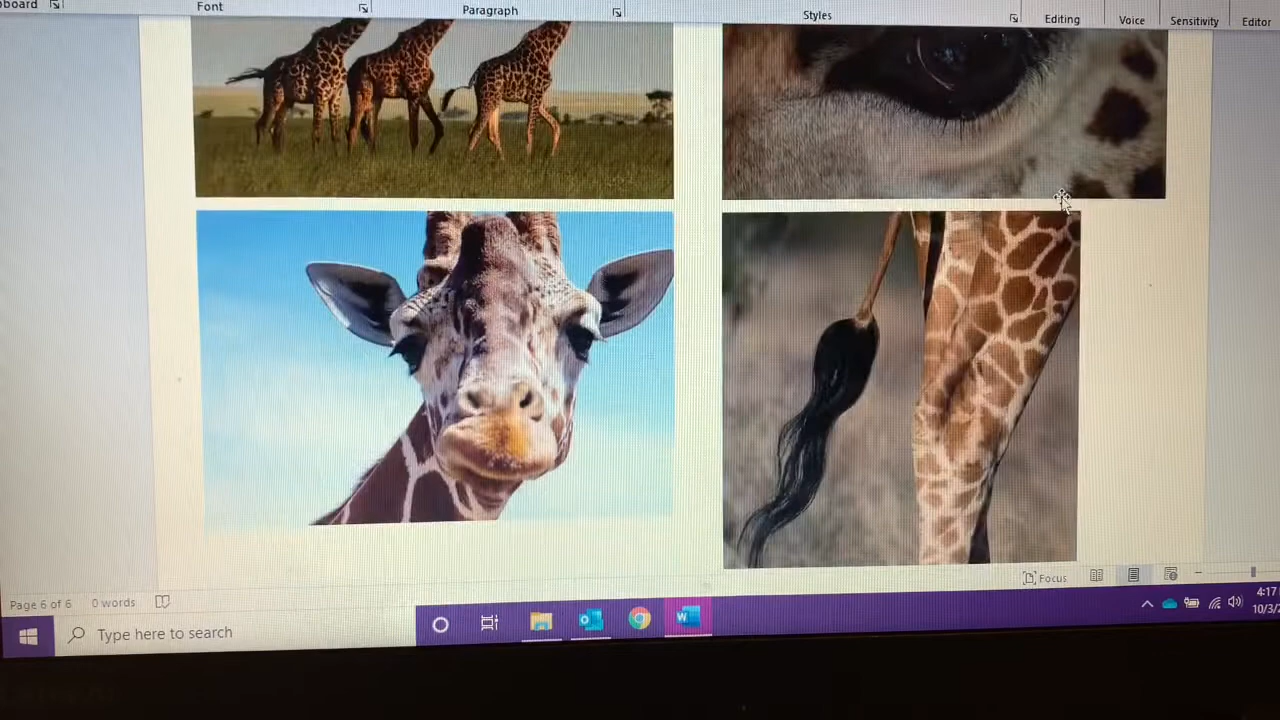 Font
Paragraph
Styles
Editing
Voice
Sensitivity
Editor
Page 6 of 6
0 words
Focus
Type here to search
4:17